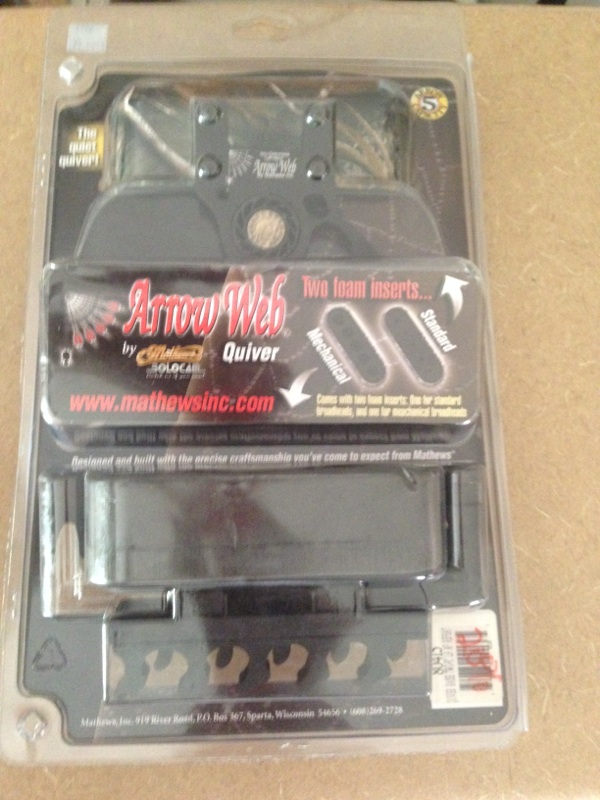 The
quiet
quiver!
ARROW
5
QUIVER
Arrow Web
Arrow Web
by Mathews
SOLOCAM
Quiver
Two foam inserts...
Standard
Mechanical
www.mathewsinc.com
Comes with two foam inserts: One for standard
broadheads, and one for mechanical broadheads
Designed and built with the precise craftsmanship you've come to expect from Mathews
Mathews, Inc. 919 River Road, P.O. Box 367, Sparta, Wisconsin 54656 • (608) 269-2728